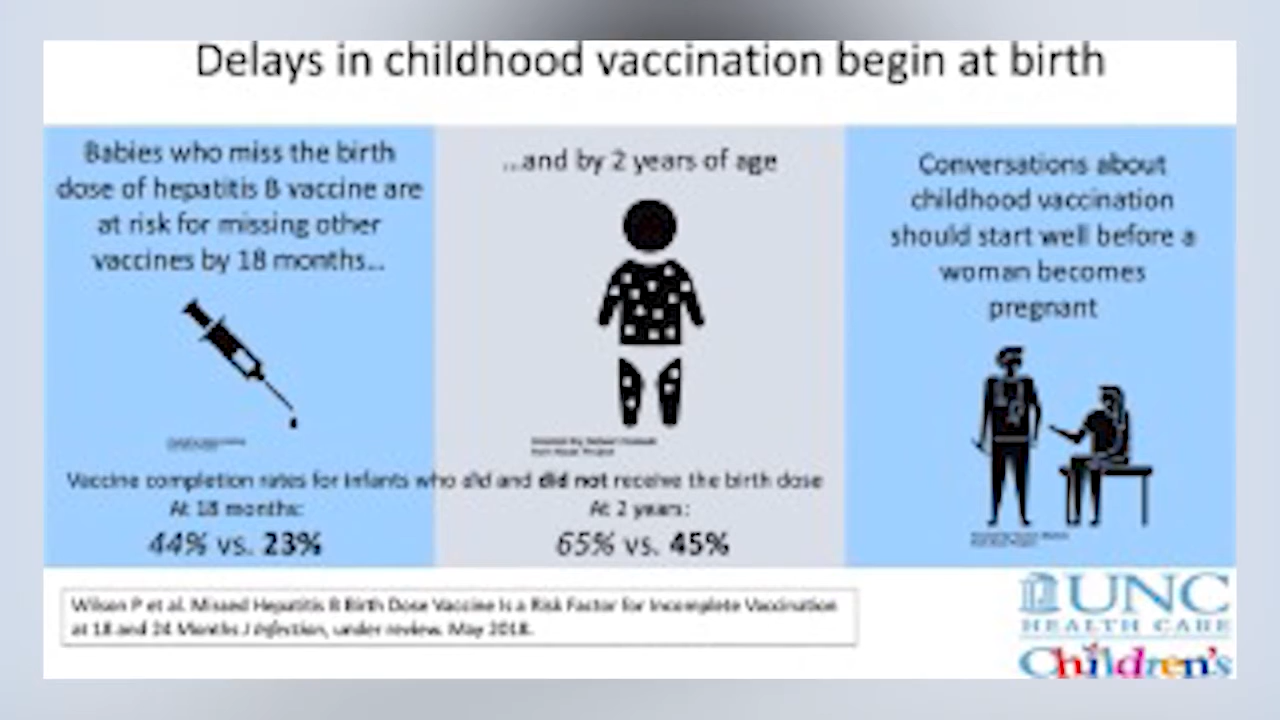 Delays in childhood vaccination begin at birth
Babies who miss the birth
dose of hepatitis B vaccine are
at risk for missing other
vaccines by 18 months...
...and by 2 years of age
Conversations about
childhood vaccination
should start well before a
woman becomes
pregnant
Vaccine completion rates for infants who did and did not receive the birth dose
At 18 months:
44% vs. 23%
At 2 years:
65% vs. 45%
Wilson P et al. Missed Hepatitis B Birth Dose Vaccine Is a Risk Factor for Incomplete Vaccination
at 18 and 24 Months J Infection, under review. May 2018.
UNC
HEALTH CARE
Children's